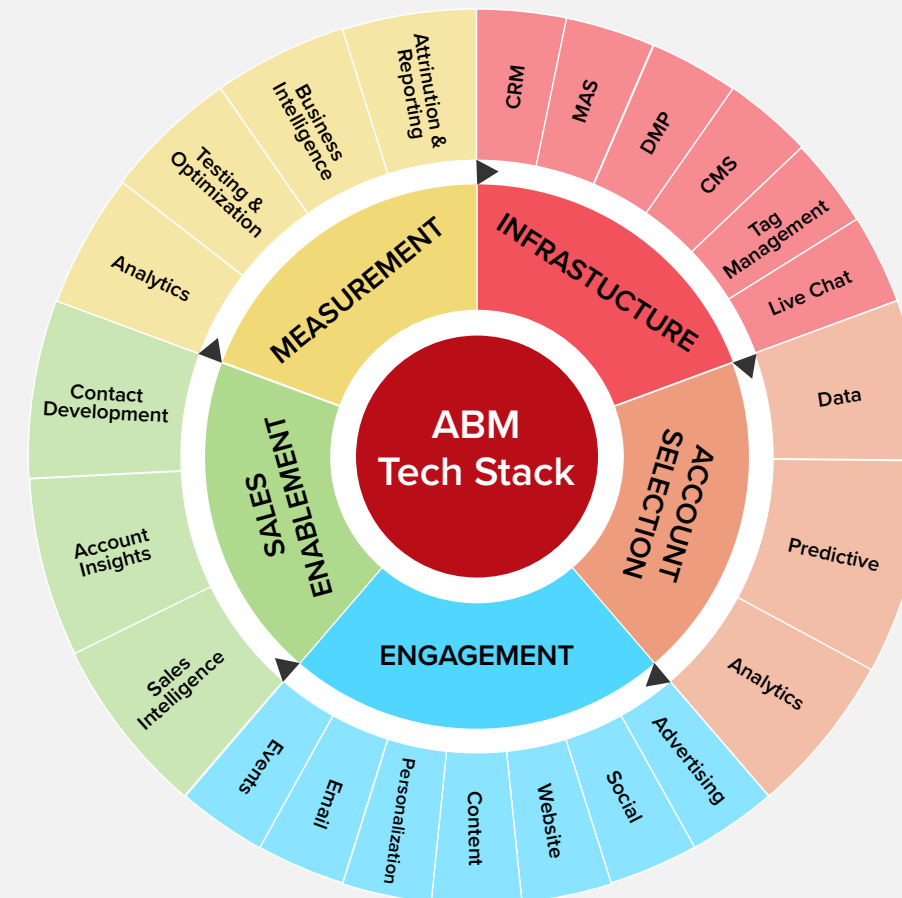 ABM
Tech Stack
INFRASTUCTURE
CRM
MAS
DMP
CMS
Tag
Management
Live Chat
ACCOUNT
SELECTION
Data
Predictive
Analytics
ENGAGEMENT
Advertising
Social
Website
Content
Personalization
Email
Events
SALES
ENABLEMENT
Sales
Intelligence
Account
Insights
Contact
Development
MEASUREMENT
Analytics
Testing &
Optimization
Business
Intelligence
Attrinution &
Reporting